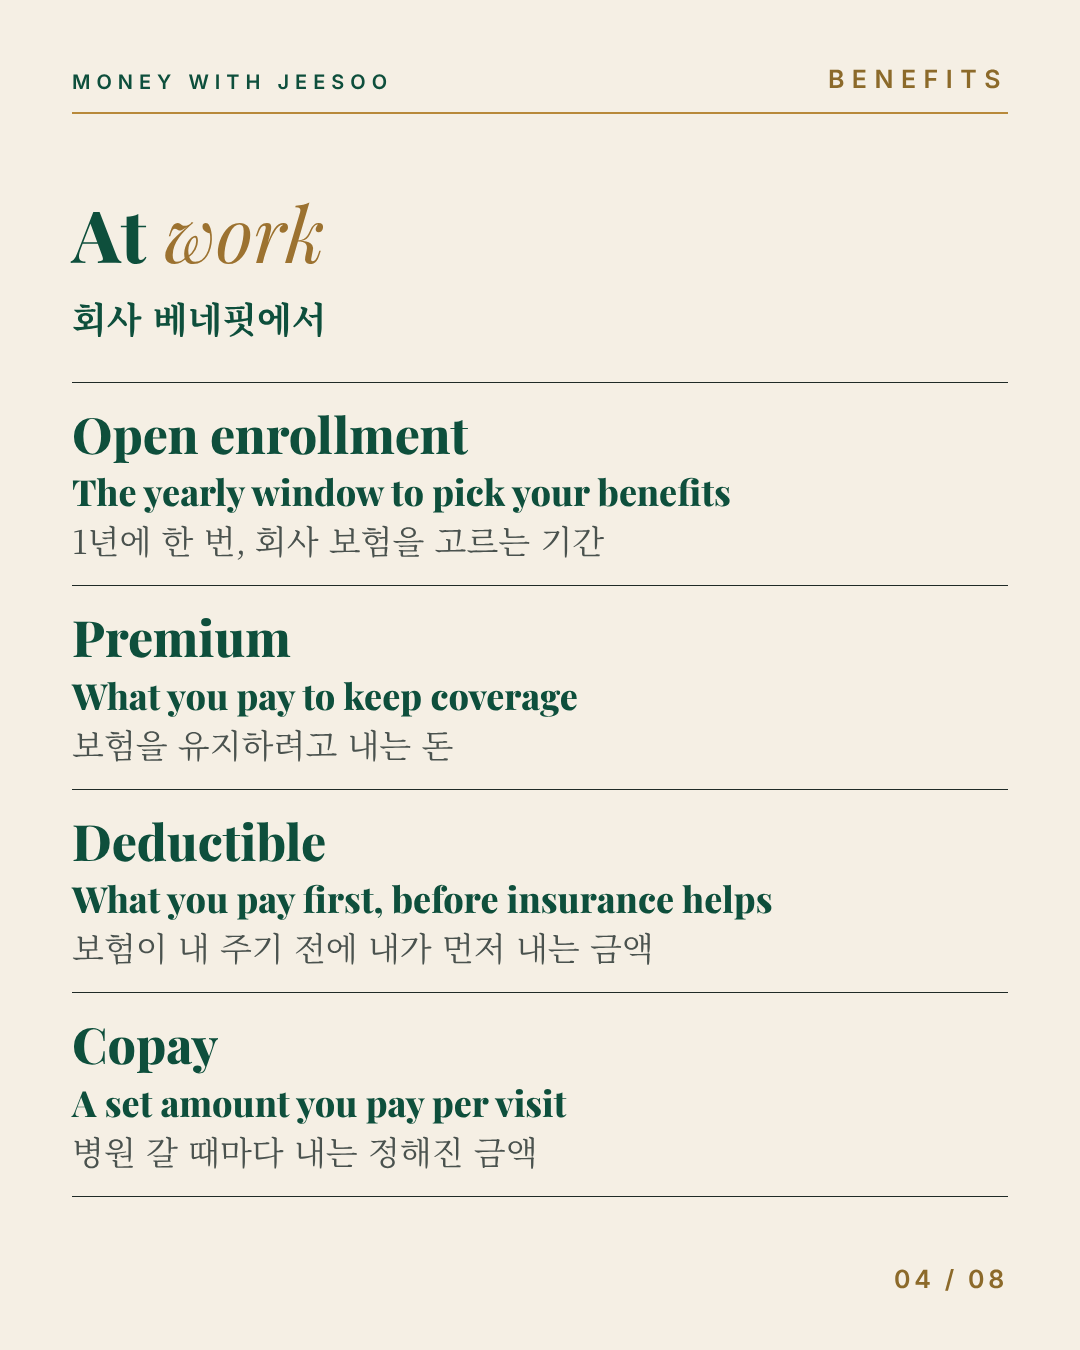 MONEY WITH JEESOO
BENEFITS
At work
회사 베네핏에서
Open enrollment
The yearly window to pick your benefits
1년에 한 번, 회사 보험을 고르는 기간
Premium
What you pay to keep coverage
보험을 유지하려고 내는 돈
Deductible
What you pay first, before insurance helps
보험이 내 주기 전에 내가 먼저 내는 금액
Copay
A set amount you pay per visit
병원 갈 때마다 내는 정해진 금액
04 / 08